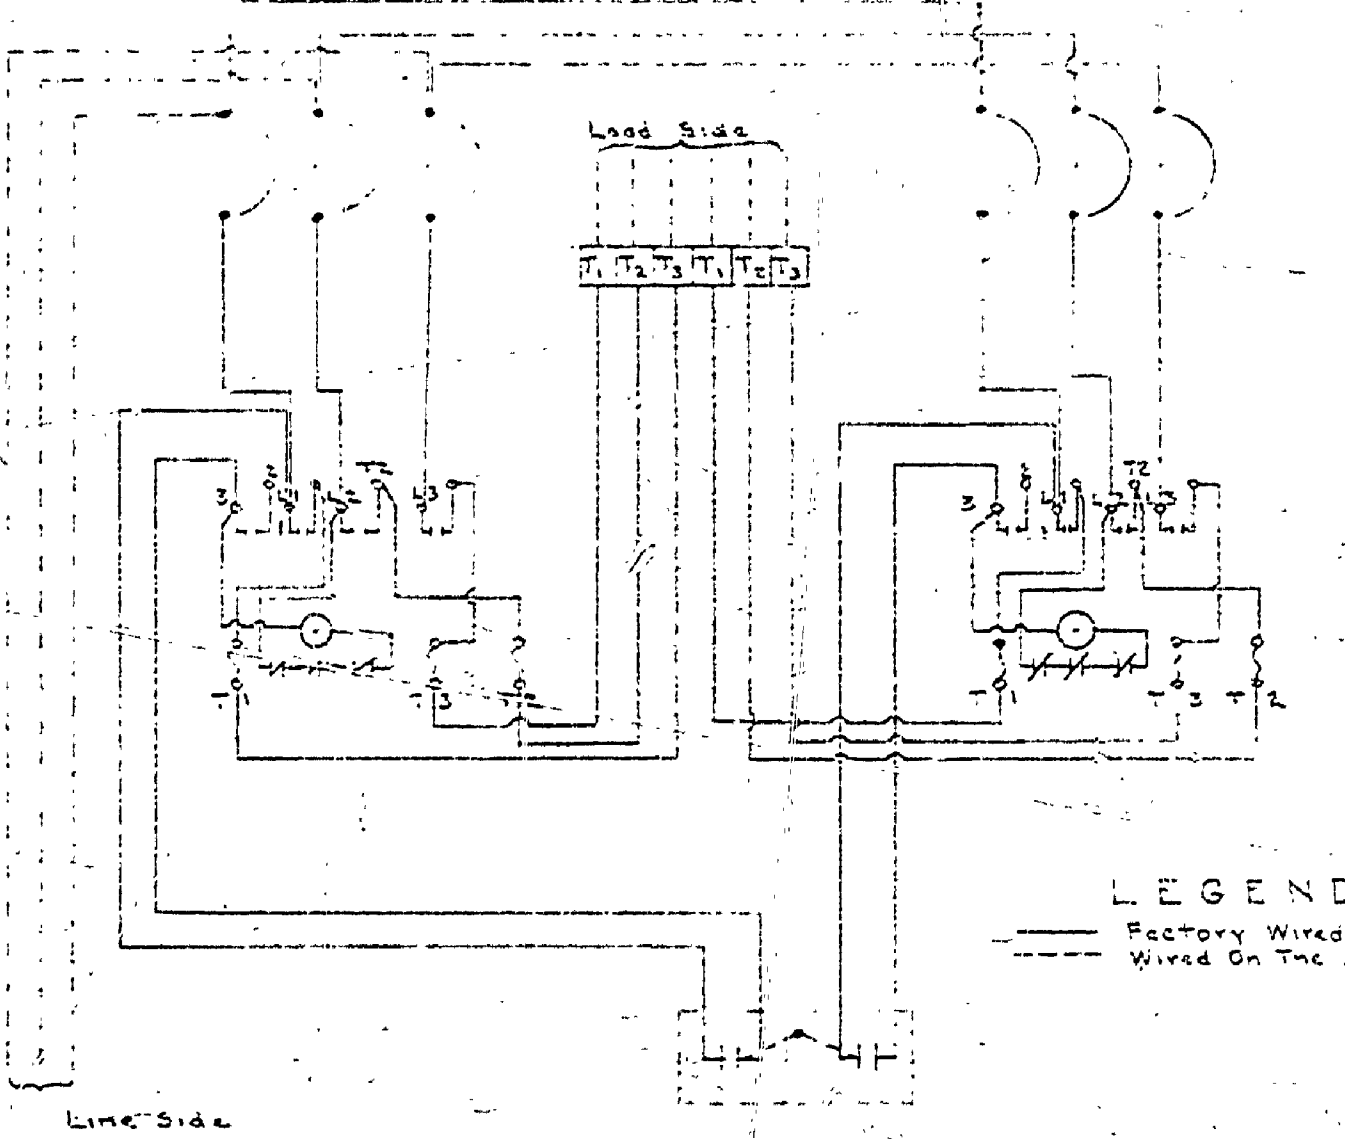 Load Side
T1 T2 T3 T1 T2 T3
3 L1 L2 T2 L3
3 L1 L2 T2 L3
T1 T3 T2
T1 T3 T2
LEGEND
Factory Wired
Wired On The
Line Side